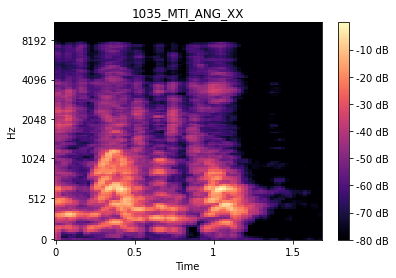 1035_MTI_ANG_XX
8192
4096
2048
1024
512
0
Hz
0
0.5
1
1.5
Time
-10 dB
-20 dB
-30 dB
-40 dB
-50 dB
-60 dB
-70 dB
-80 dB